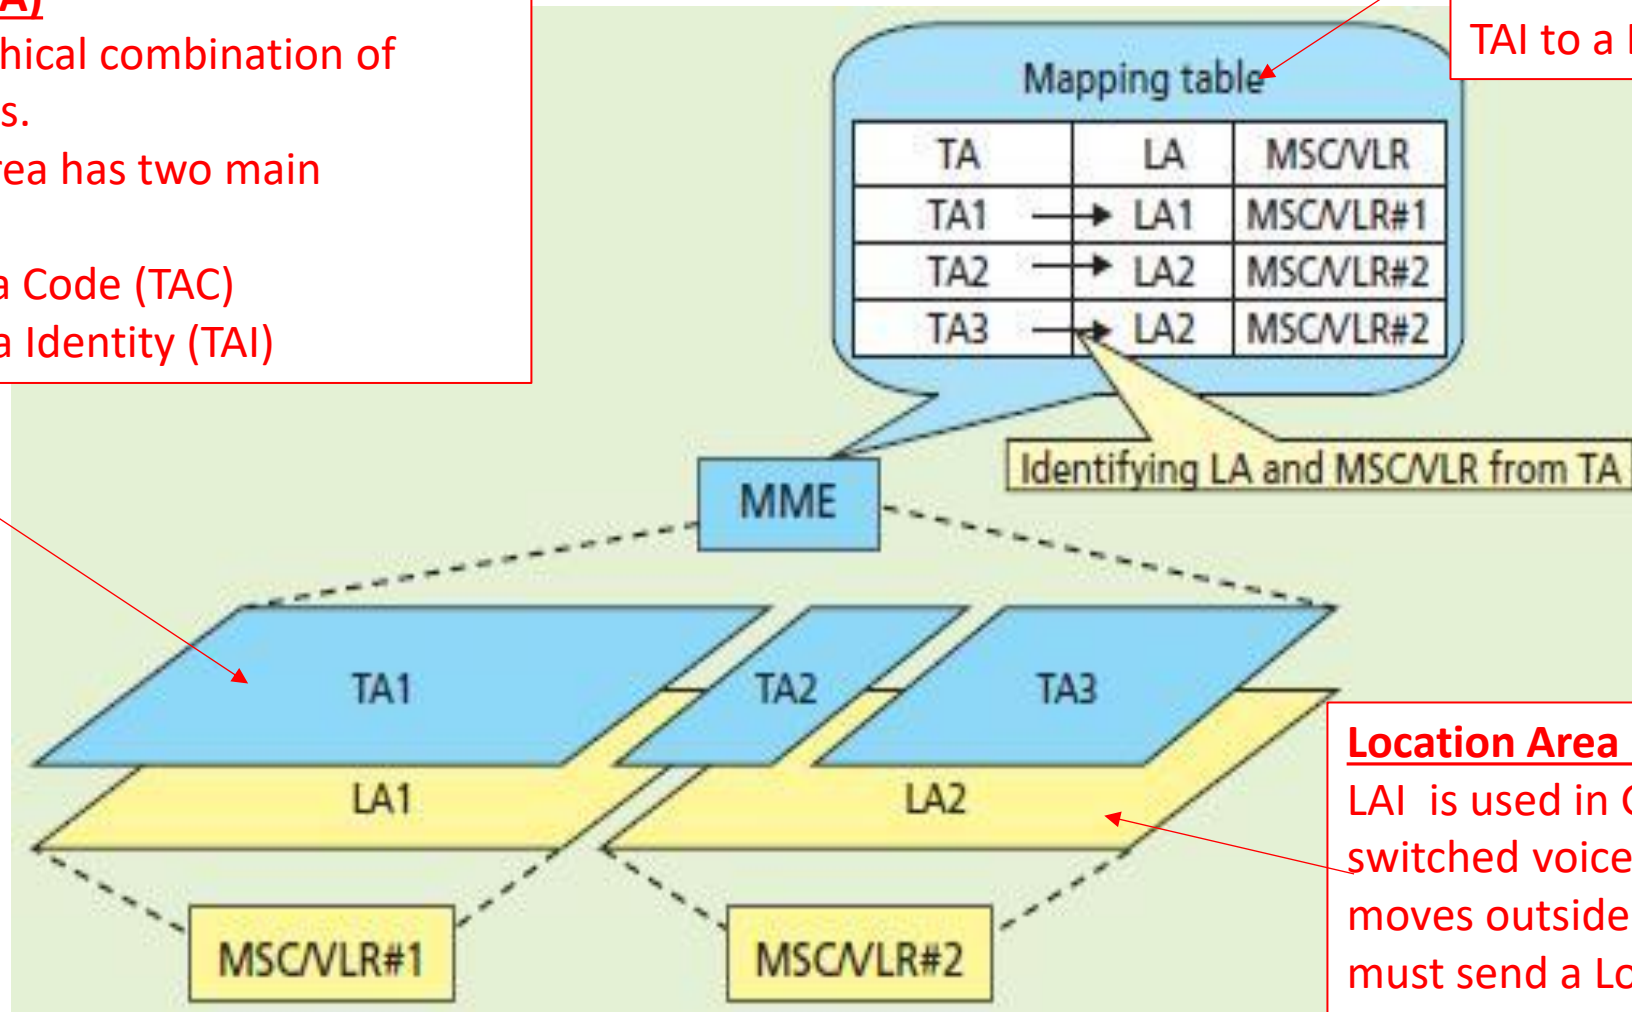 A)
hical combination of
s.
rea has two main
a Code (TAC)
a Identity (TAI)
TAI to a
Mapping table
TA LA MSC/VLR
TA1 LA1 MSC/VLR#1
TA2 LA2 MSC/VLR#2
TA3 LA2 MSC/VLR#2
Identifying LA and MSC/VLR from TA
MME
TA1 TA2 TA3
LA1 LA2
MSC/VLR#1 MSC/VLR#2
Location Area
LAI is used in
switched voice
moves outside
must send a Lo